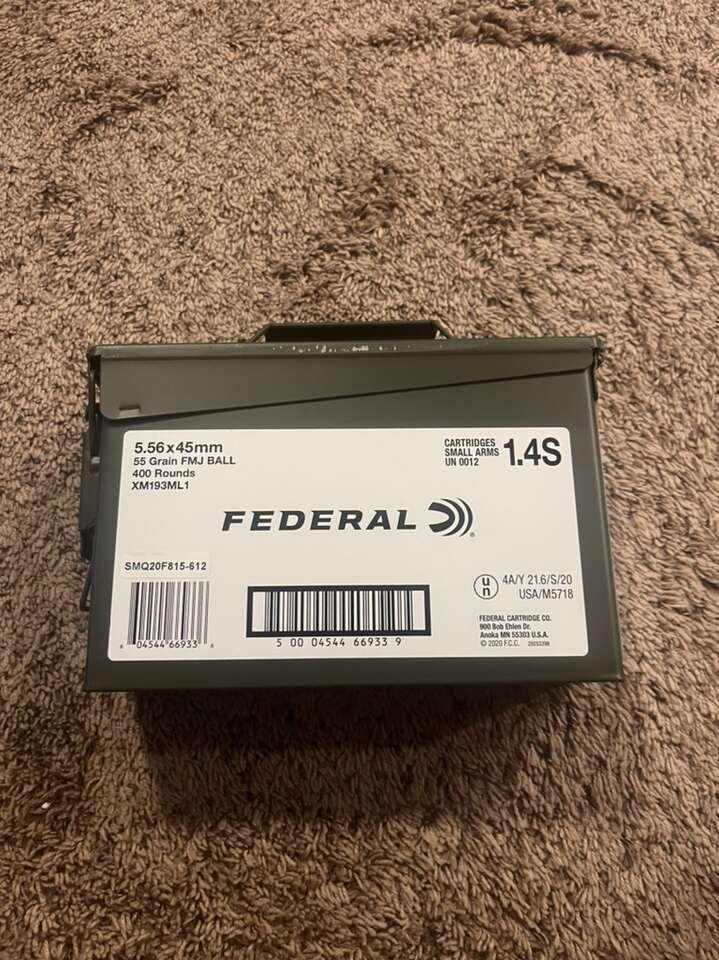 5.56x45mm
55 Grain FMJ BALL
400 Rounds
XM193ML1
CARTRIDGES
SMALL ARMS
UN 0012
1.4S
FEDERAL
SMQ20F815-612
04544 66933
5 00 04544 66933 9
u
n
4A/Y 21.6/S/20
USA/M5718
FEDERAL CARTRIDGE CO.
900 Bob Ehlen Dr.
Anoka MN 55303 U.S.A.
© 2020 F.C.C.